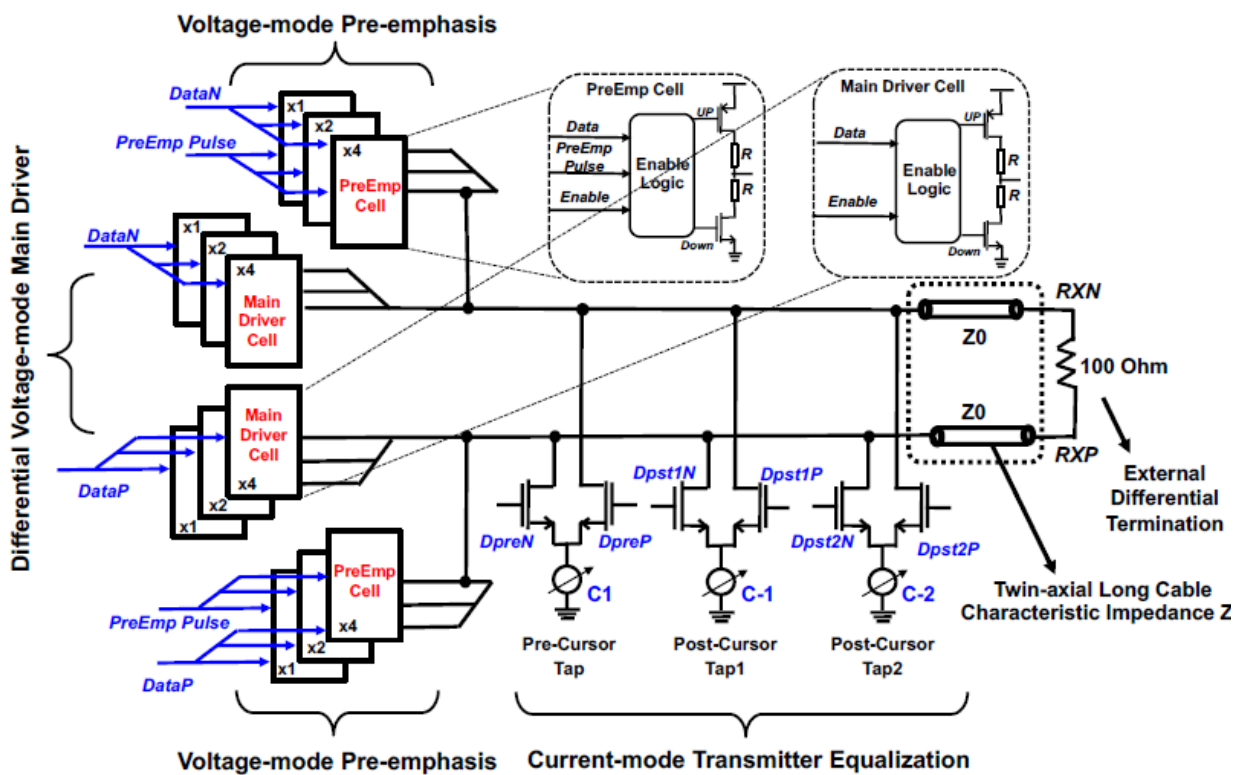 Voltage-mode Pre-emphasis
DataN
PreEmp Pulse
x1
x2
x4
PreEmp
Cell
PreEmp Cell
Data
PreEmp
Pulse
Enable
Enable
Logic
UP
R
R
Down
Main Driver Cell
Data
Enable
Enable
Logic
UP
R
R
Down
Differential Voltage-mode Main Driver
DataN
x1
x2
x4
Main
Driver
Cell
RXN
Z0
100 Ohm
Z0
RXP
Main
Driver
Cell
x4
x2
x1
DataP
DpreN
DpreP
C1
Pre-Cursor
Tap
Dpst1N
Dpst1P
C-1
Post-Cursor
Tap1
Dpst2N
Dpst2P
C-2
Post-Cursor
Tap2
External
Differential
Termination
Twin-axial Long Cable
Characteristic Impedance Z
PreEmp
Cell
x4
x2
x1
PreEmp Pulse
DataP
Voltage-mode Pre-emphasis
Current-mode Transmitter Equalization